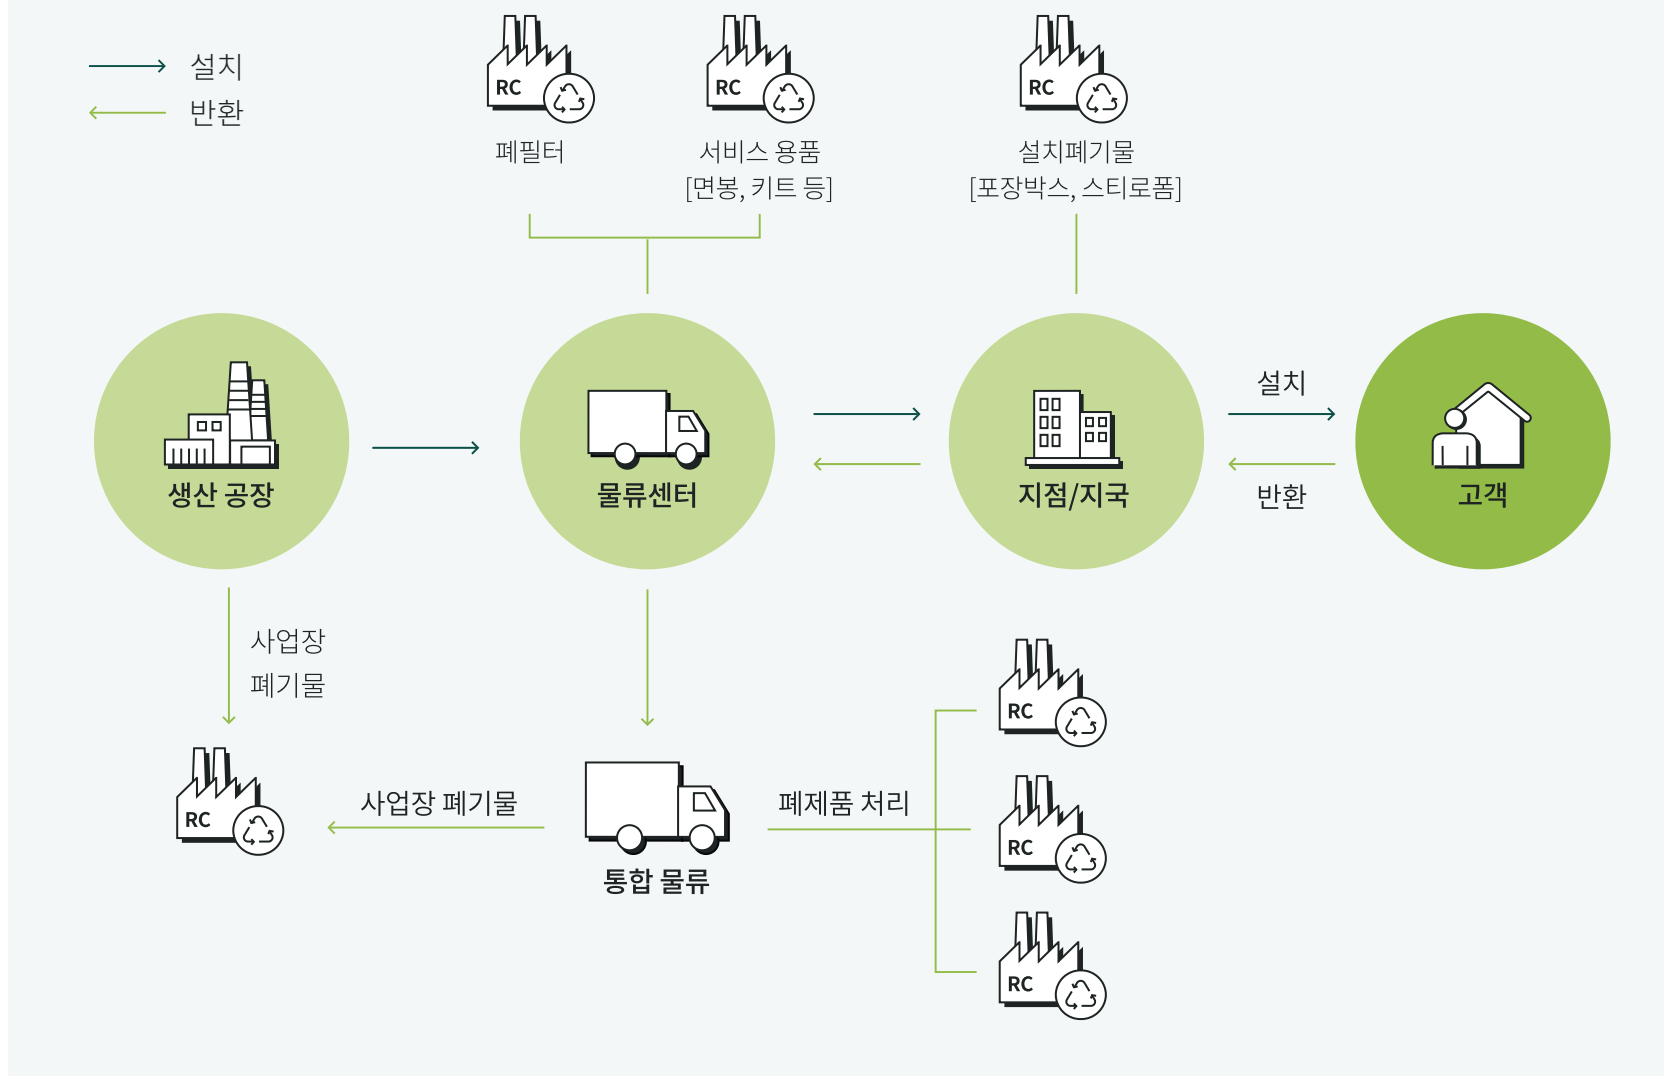 설치
반환
RC
RC
RC
폐필터
서비스 용품
[면봉, 키트 등]
설치폐기물
[포장박스, 스티로폼]
생산 공장
물류센터
지점/지국
설치
반환
고객
사업장
폐기물
RC
사업장 폐기물
통합 물류
폐제품 처리
RC
RC
RC